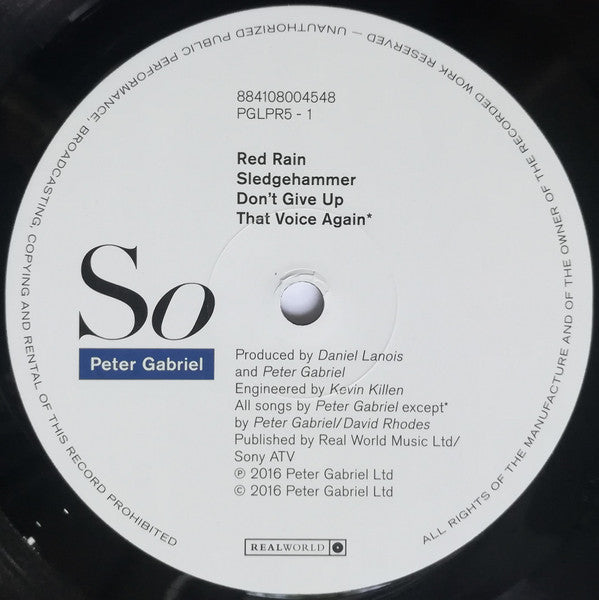 884108004548
PGLPR5 - 1
Red Rain
Sledgehammer
Don't Give Up
That Voice Again*
So
Peter Gabriel
Produced by Daniel Lanois
and Peter Gabriel
Engineered by Kevin Killen
All songs by Peter Gabriel except*
by Peter Gabriel/David Rhodes
Published by Real World Music Ltd/
Sony ATV
℗ 2016 Peter Gabriel Ltd
© 2016 Peter Gabriel Ltd
REALWORLD
ALL RIGHTS OF THE MANUFACTURE AND OF THE OWNER OF THE RECORDED WORK RESERVED — UNAUTHORIZED PUBLIC PERFORMANCE, BROADCASTING, COPYING AND RENTAL OF THIS RECORD PROHIBITED